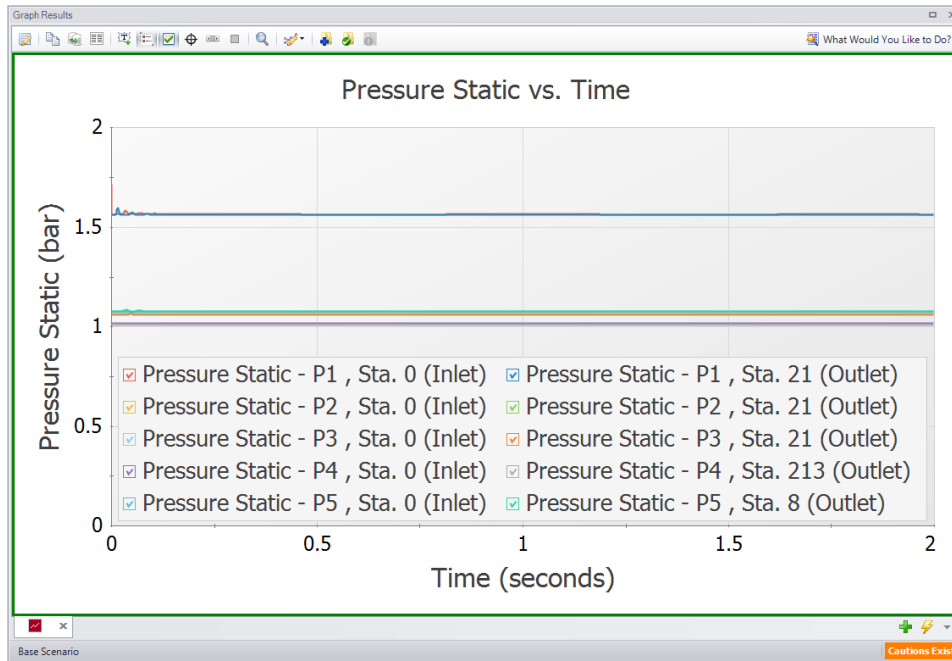 Graph Results
What Would You Like to Do?
Pressure Static vs. Time
Pressure Static (bar)
2
1.5
1
0.5
0
Pressure Static - P1 , Sta. 0 (Inlet) Pressure Static - P1 , Sta. 21 (Outlet)
Pressure Static - P2 , Sta. 0 (Inlet) Pressure Static - P2 , Sta. 21 (Outlet)
Pressure Static - P3 , Sta. 0 (Inlet) Pressure Static - P3 , Sta. 21 (Outlet)
Pressure Static - P4 , Sta. 0 (Inlet) Pressure Static - P4 , Sta. 213 (Outlet)
Pressure Static - P5 , Sta. 0 (Inlet) Pressure Static - P5 , Sta. 8 (Outlet)
0 0.5 1 1.5 2
Time (seconds)
Base Scenario
Cautions Exist